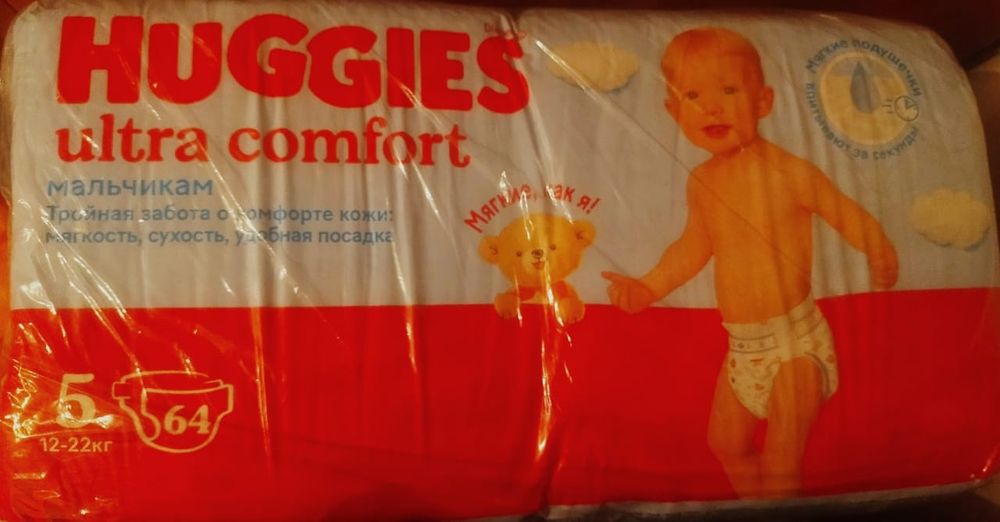 HUGGIES
ultra comfort
мальчикам
Тройная забота о комфорте кожи:
мягкость, сухость, удобная посадка
Мягкие, как я!
Мягкие подушечки
впитывают за секунды
5
64
12-22кг